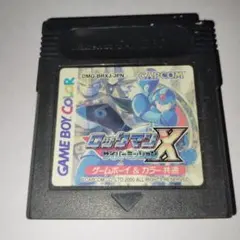 DMG-BRXJ-JPN
CAPCOM
GAME BOY COLOR
ロックマンX
サイバーミッション
ゲームボーイ & カラー共通